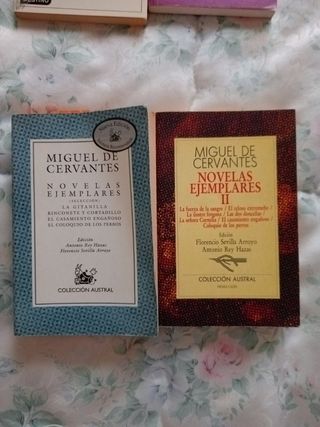 DESTINO
Nueva Edición
MIGUEL DE
CERVANTES
NOVELAS
EJEMPLARES
(SELECCIÓN)
LA GITANILLA
RINCONETE Y CORTADILLO
EL CASAMIENTO ENGAÑOSO
EL COLOQUIO DE LOS PERROS
Edición
Antonio Rey Hazas
Florencio Sevilla Arroyo
COLECCIÓN AUSTRAL
MIGUEL DE
CERVANTES
NOVELAS
EJEMPLARES
II
La fuerza de la sangre / El celoso extremeño /
La ilustre fregona / Las dos doncellas /
La señora Cornelia / El casamiento engañoso /
Coloquio de los perros
Edición
Florencio Sevilla Arroyo
Antonio Rey Hazas
COLECCIÓN AUSTRAL